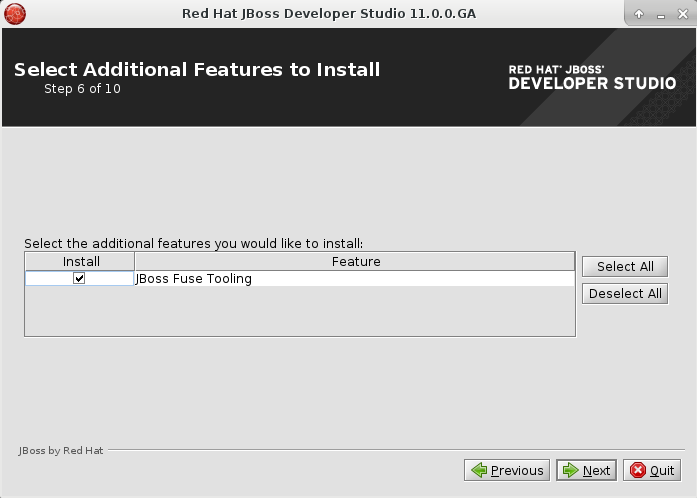 Red Hat JBoss Developer Studio 11.0.0.GA
Select Additional Features to Install
Step 6 of 10
RED HAT® JBOSS®
DEVELOPER STUDIO
Select the additional features you would like to install:
Install Feature
JBoss Fuse Tooling
Select All
Deselect All
JBoss by Red Hat
Previous Next Quit